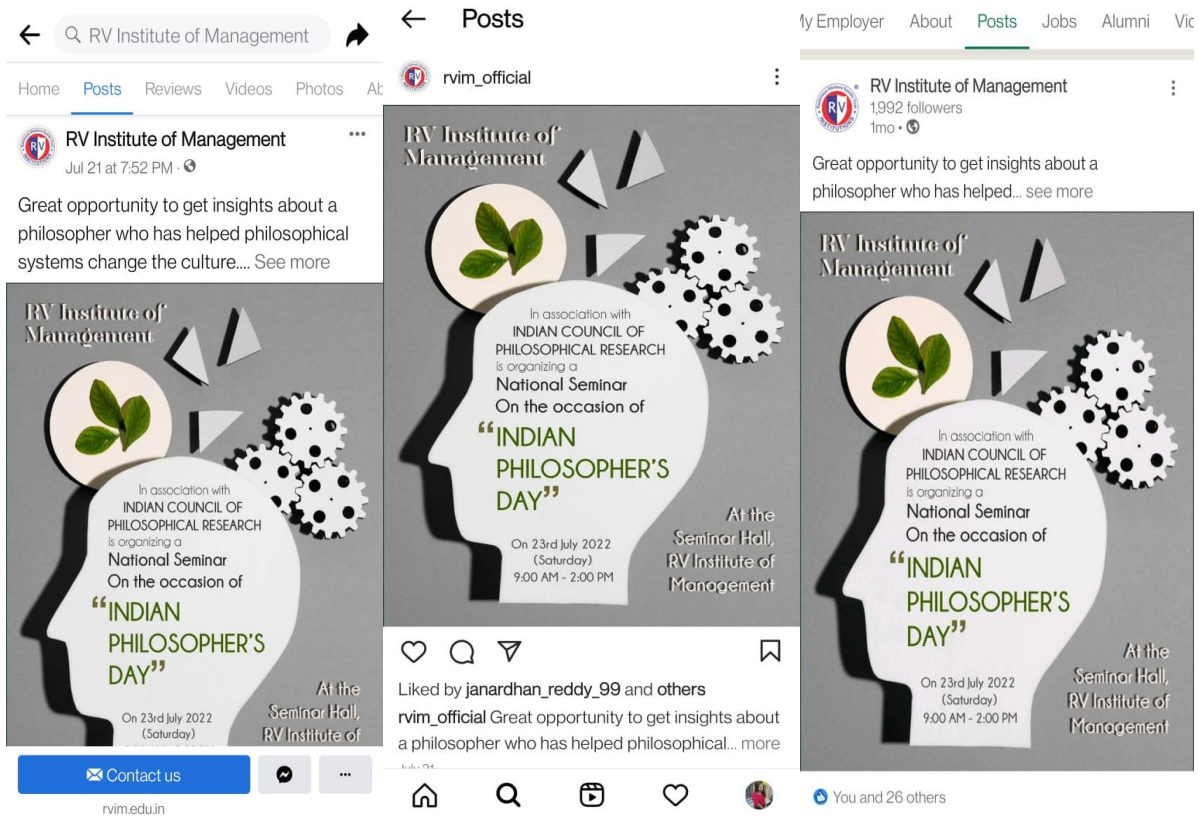 RV Institute of Management
Home Posts Reviews Videos Photos Ab
RV Institute of Management
Jul 21 at 7:52 PM ·
Great opportunity to get insights about a
philosopher who has helped philosophical
systems change the culture.... See more
RV Institute of
Management
In association with
INDIAN COUNCIL OF
PHILOSOPHICAL RESEARCH
is organizing a
National Seminar
On the occasion of
“INDIAN
PHILOSOPHER'S
DAY”
On 23rd July 2022
(Saturday)
At the
Seminar Hall,
RV Institute of
Contact us
rvim.edu.in
Posts
rvim_official
RV Institute of
Management
In association with
INDIAN COUNCIL OF
PHILOSOPHICAL RESEARCH
is organizing a
National Seminar
On the occasion of
“INDIAN
PHILOSOPHER'S
DAY”
On 23rd July 2022
(Saturday)
9:00 AM - 2:00 PM
At the
Seminar Hall,
RV Institute of
Management
Liked by janardhan_reddy_99 and others
rvim_official Great opportunity to get insights about
a philosopher who has helped philosophical... more
July 21
My Employer About Posts Jobs Alumni Vid
RV Institute of Management
1,992 followers
1mo •
Great opportunity to get insights about a
philosopher who has helped... see more
RV Institute of
Management
In association with
INDIAN COUNCIL OF
PHILOSOPHICAL RESEARCH
is organizing a
National Seminar
On the occasion of
“INDIAN
PHILOSOPHER'S
DAY”
On 23rd July 2022
(Saturday)
9:00 AM - 2:00 PM
At the
Seminar Hall,
RV Institute of
Management
You and 26 others